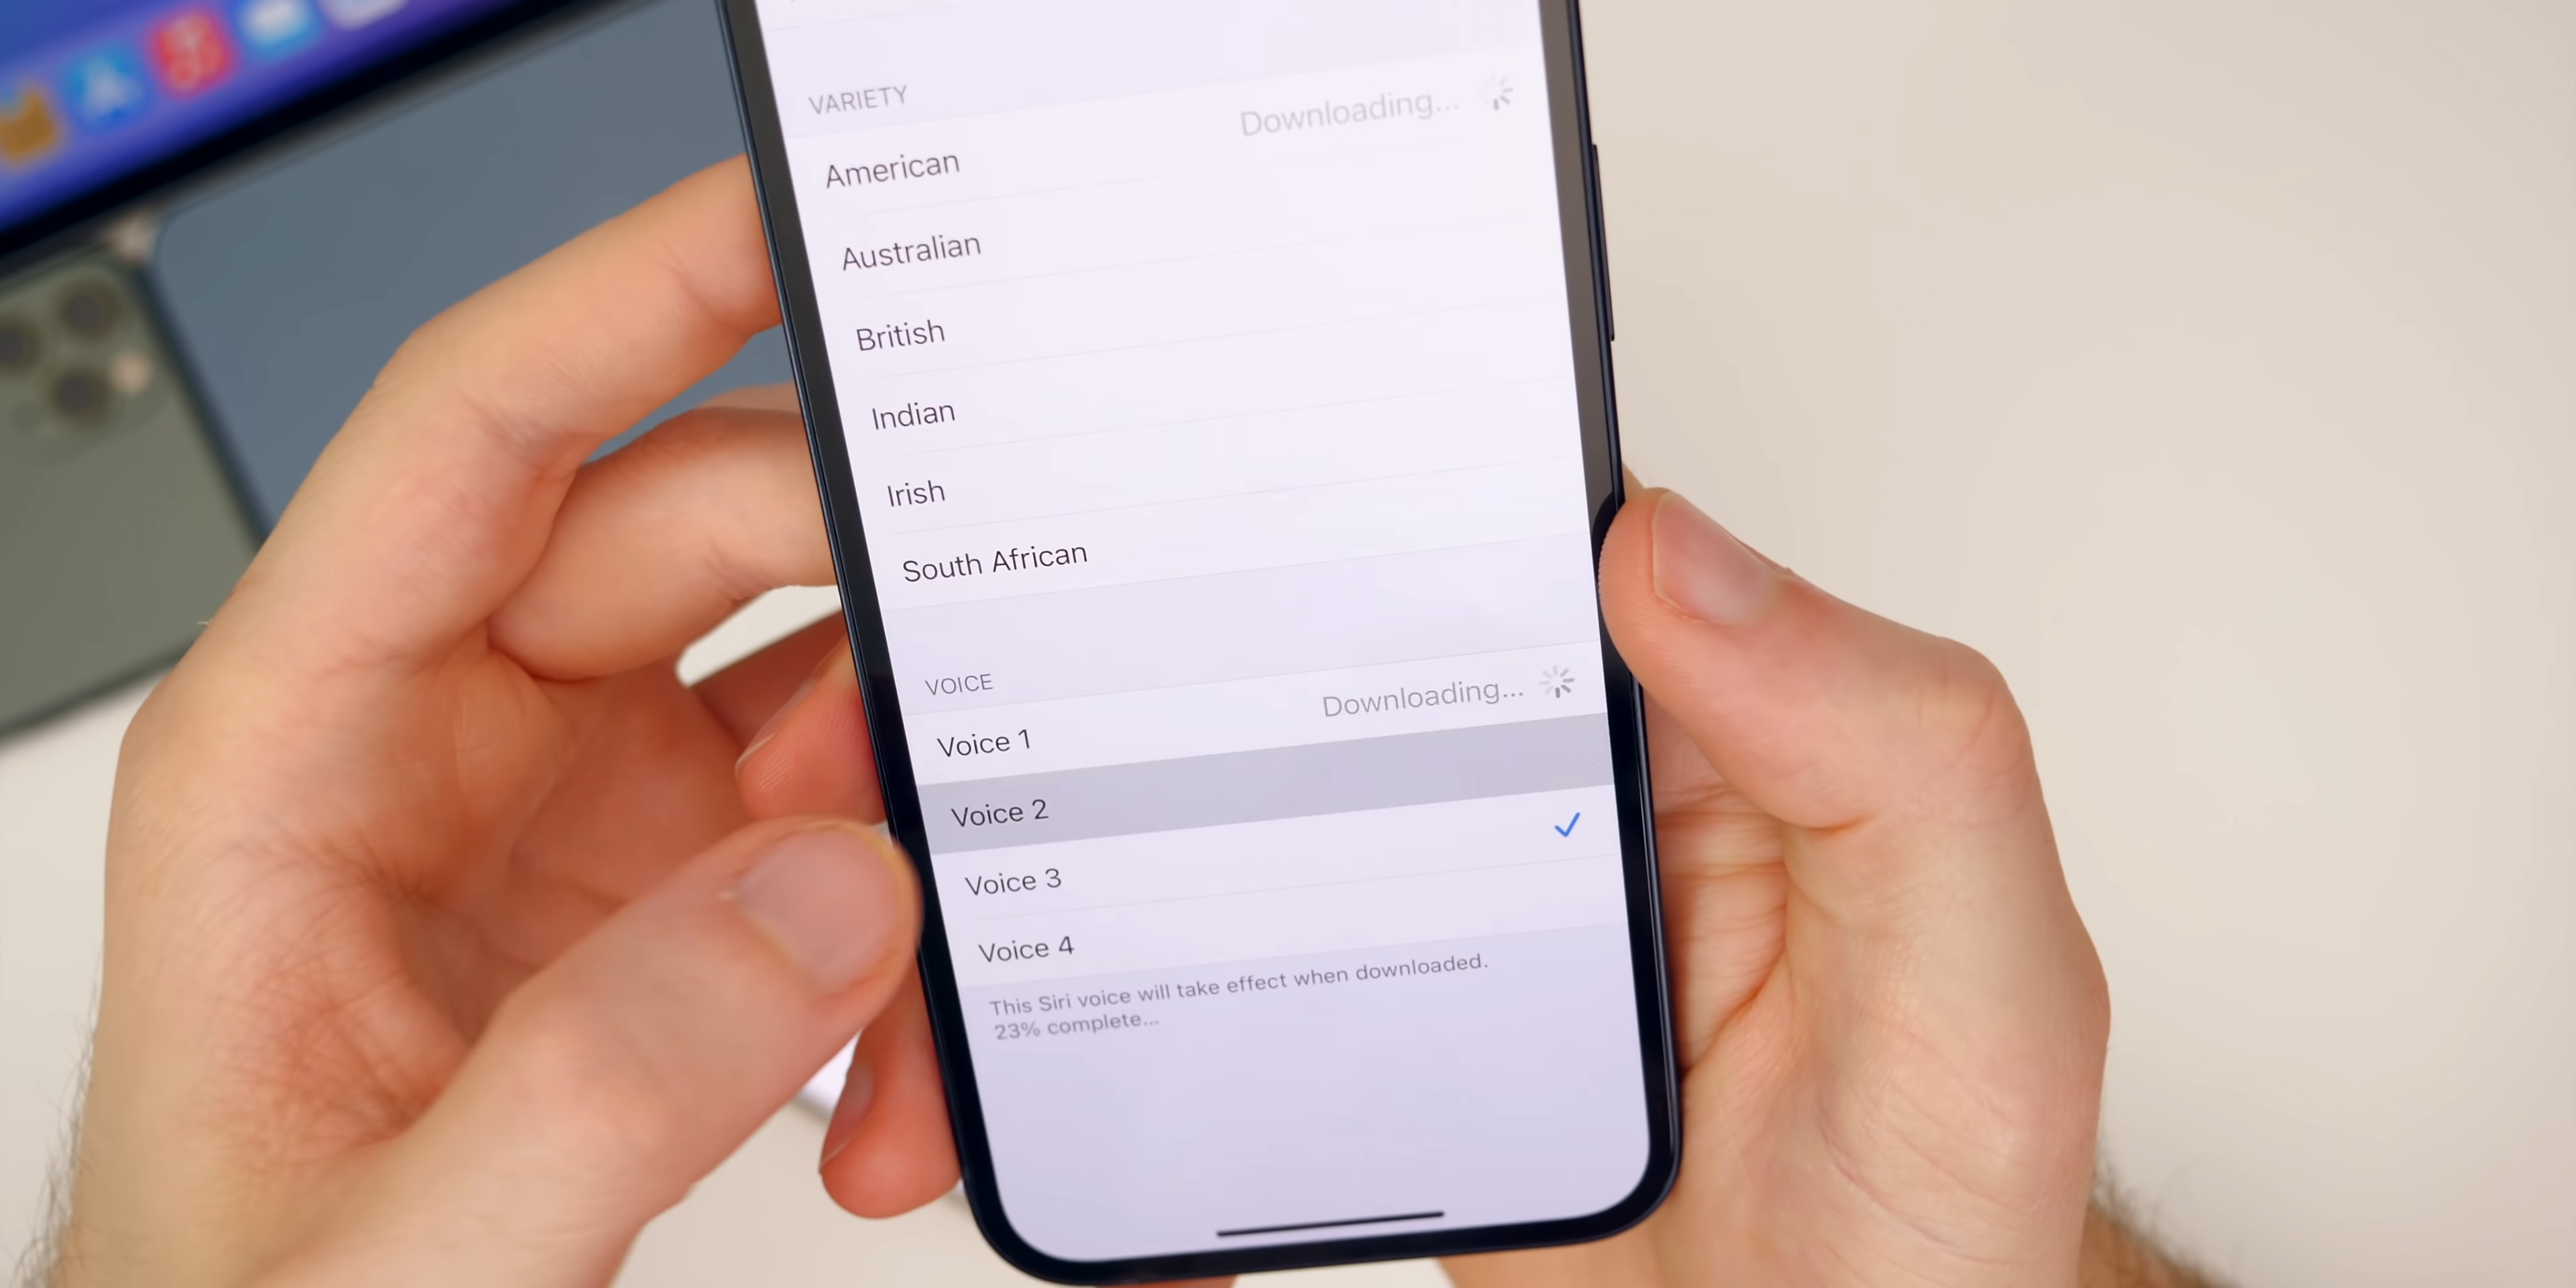 VARIETY
American Downloading...
Australian
British
Indian
Irish
South African
VOICE
Voice 1 Downloading...
Voice 2
Voice 3
Voice 4
This Siri voice will take effect when downloaded.
23% complete...